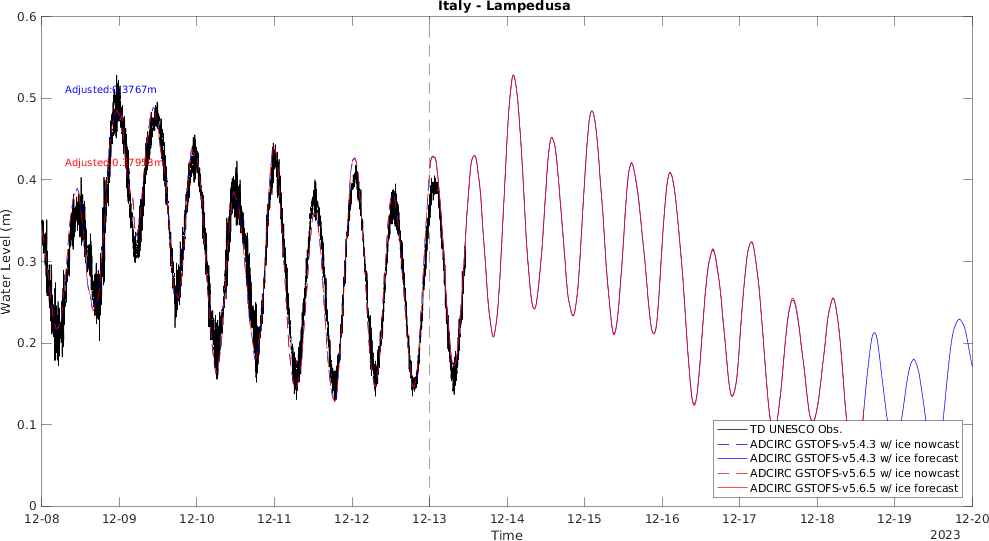 Italy - Lampedusa
Water Level (m)
0.6
0.5
0.4
0.3
0.2
0.1
0
Adjusted:0.3767m
Adjusted:0.37953m
TD UNESCO Obs.
ADCIRC GSTOFS-v5.4.3 w/ ice nowcast
ADCIRC GSTOFS-v5.4.3 w/ ice forecast
ADCIRC GSTOFS-v5.6.5 w/ ice nowcast
ADCIRC GSTOFS-v5.6.5 w/ ice forecast
12-08 12-09 12-10 12-11 12-12 12-13 12-14 12-15 12-16 12-17 12-18 12-19 12-20
Time
2023